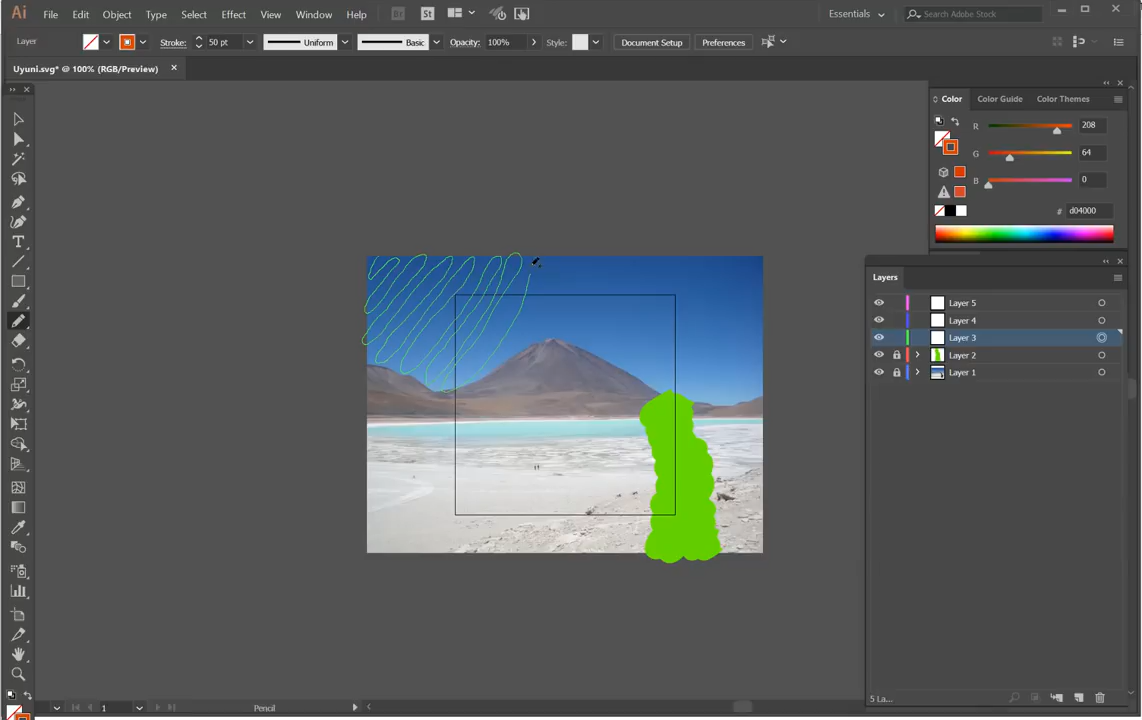 Ai File Edit Object Type Select Effect View Window Help Br St Essentials Search Adobe Stock
Layer Stroke: 50 pt Uniform Basic Opacity: 100% Style: Document Setup Preferences
Uyuni.svg* @ 100% (RGB/Preview)
Color Color Guide Color Themes
R 208
G 64
B 0
# d04000
Layers
Layer 5
Layer 4
Layer 3
Layer 2
Layer 1
5 La...
1 Pencil